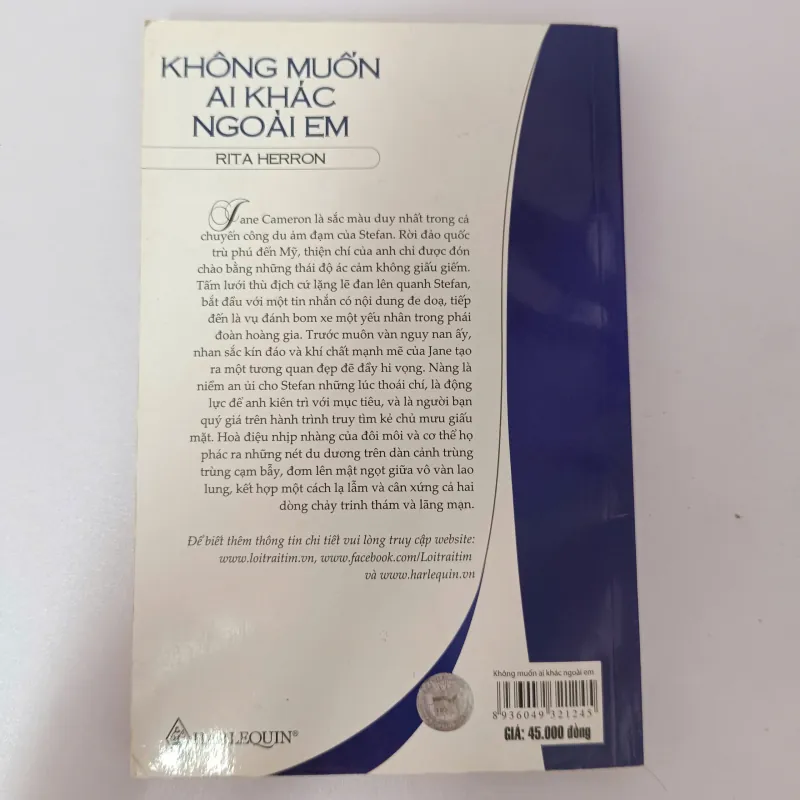 KHÔNG MUỐN
AI KHÁC
NGOÀI EM
RITA HERRON
Jane Cameron là sắc màu duy nhất trong cả
chuyến công du ảm đạm của Stefan. Rời đảo quốc
trù phú đến Mỹ, thiện chí của anh chỉ được đón
chào bằng những thái độ ác cảm không giấu giếm.
Tấm lưới thù địch cứ lặng lẽ đan lên quanh Stefan,
bắt đầu với một tin nhắn có nội dung đe doạ, tiếp
đến là vụ đánh bom xe một yếu nhân trong phái
đoàn hoàng gia. Trước muôn vàn nguy nan ấy,
nhan sắc kín đáo và khí chất mạnh mẽ của Jane tạo
ra một tương quan đẹp đẽ đầy hi vọng. Nàng là
niềm an ủi cho Stefan những lúc thoái chí, là động
lực để anh kiên trì với mục tiêu, và là người bạn
quý giá trên hành trình truy tìm kẻ chủ mưu giấu
mặt. Hoà điệu nhịp nhàng của đôi môi và cơ thể họ
phác ra những nét du dương trên dàn cảnh trùng
trùng cạm bẫy, đơm lên mật ngọt giữa vô vàn lao
lung, kết hợp một cách lạ lẫm và cân xứng cả hai
dòng chảy trinh thám và lãng mạn.
Để biết thêm thông tin chi tiết vui lòng truy cập website:
www.loitraitim.vn, www.facebook.com/Loitraitim
và www.harlequin.vn
Không muốn ai khác ngoài em
8 936049 321245
GIÁ: 45.000 đồng
HARLEQUIN®